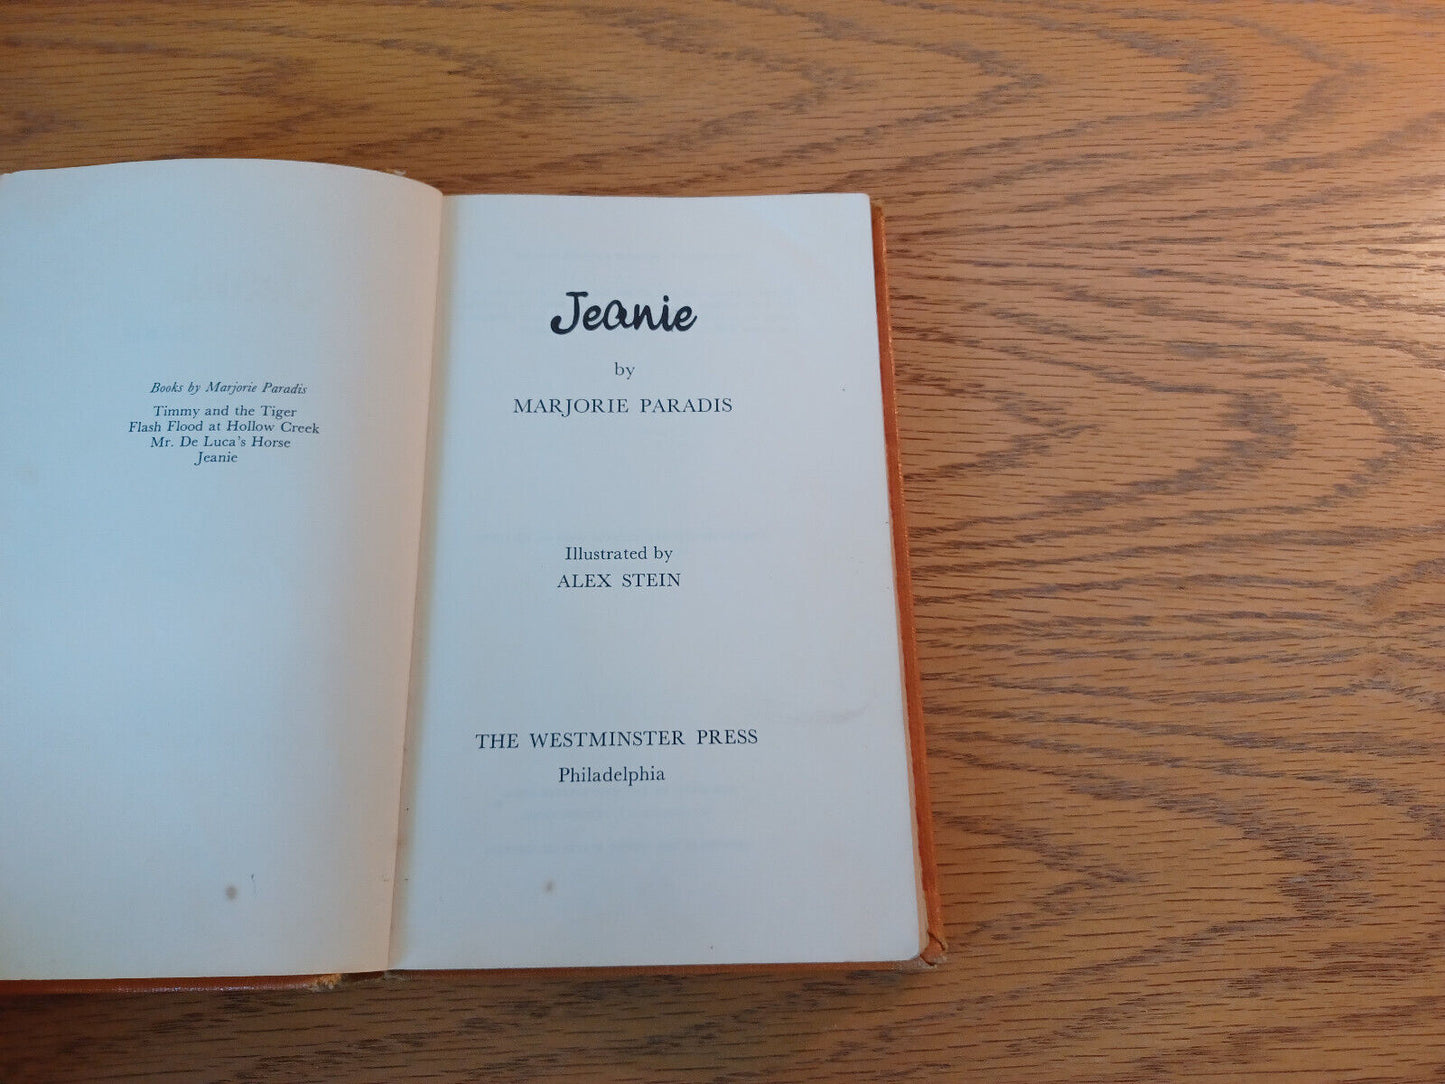 Books by Marjorie Paradis
Timmy and the Tiger
Flash Flood at Hollow Creek
Mr. De Luca's Horse
Jeanie
Jeanie
by
MARJORIE PARADIS
Illustrated by
ALEX STEIN
THE WESTMINSTER PRESS
Philadelphia